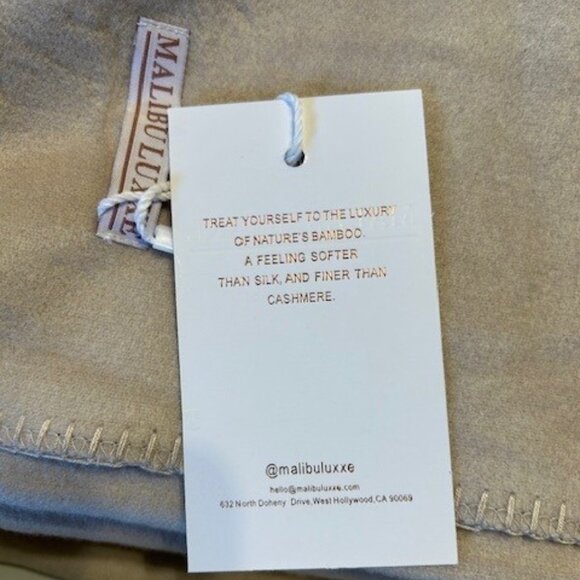 MALIBU LUXXE
TREAT YOURSELF TO THE LUXURY
OF NATURE'S BAMBOO.
A FEELING SOFTER
THAN SILK, AND FINER THAN
CASHMERE.
@malibuluxxe
hello@malibuluxxe.com
632 North Doheny Drive, West Hollywood, CA 90069